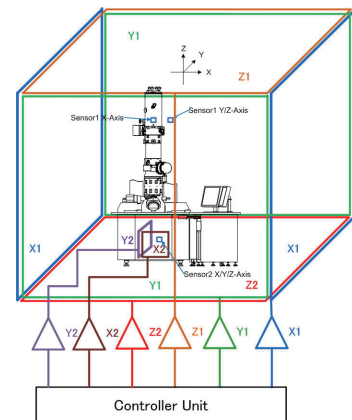 Y1
Z
Y
X
Z1
Sensor1 X-Axis
Sensor1 Y/Z-Axis
X1
Y2
X2
X1
Sensor2 X/Y/Z-Axis
Y1
Z2
Y2
X2
Z2
Z1
Y1
X1
Controller Unit